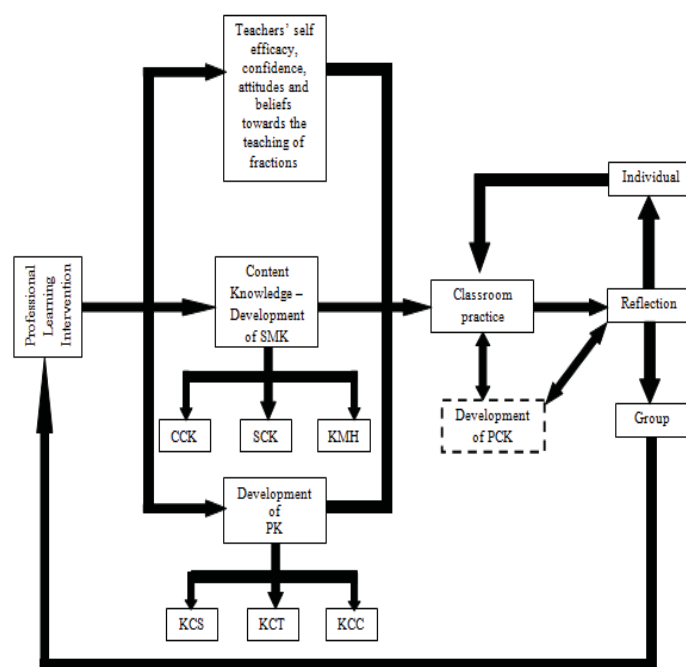 Teachers’ self
efficacy,
confidence,
attitudes and
beliefs
towards the
teaching of
fractions
Individual
Professional
Learning
Intervention
Content
Knowledge –
Development
of SMK
Classroom
practice
Reflection
CCK
SCK
KMH
Development
of PCK
Group
Development
of
PK
KCS
KCT
KCC